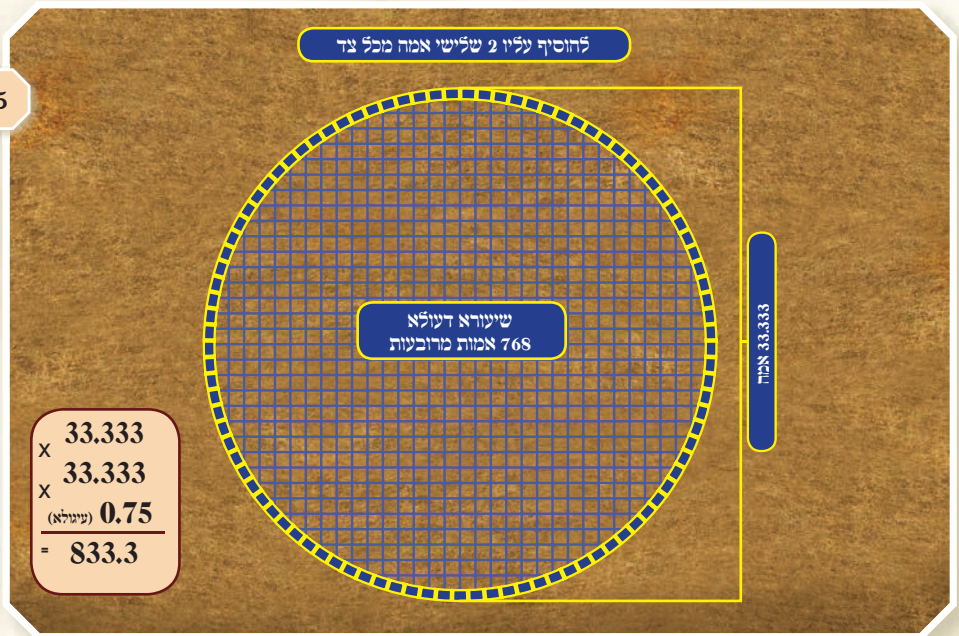 להוסיף עליו 2 שלישי אמה מכל צד
שיעורא דעולא
768 אמות מרובעות
33.333 אמה
33.333
x
33.333
x
0.75 (עיגולא)
= 833.3